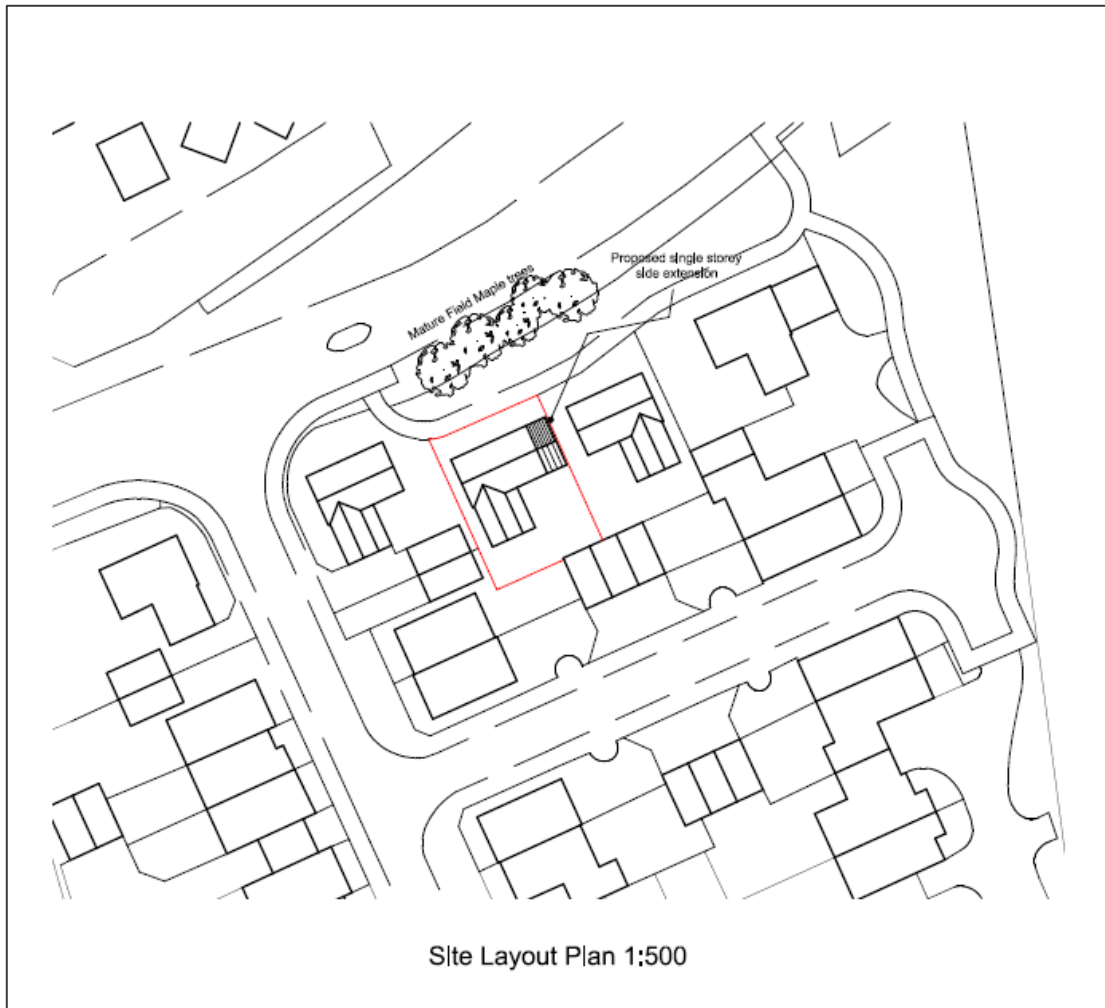 Proposed single storey
side extension
Mature Field Maple trees
Site Layout Plan 1:500